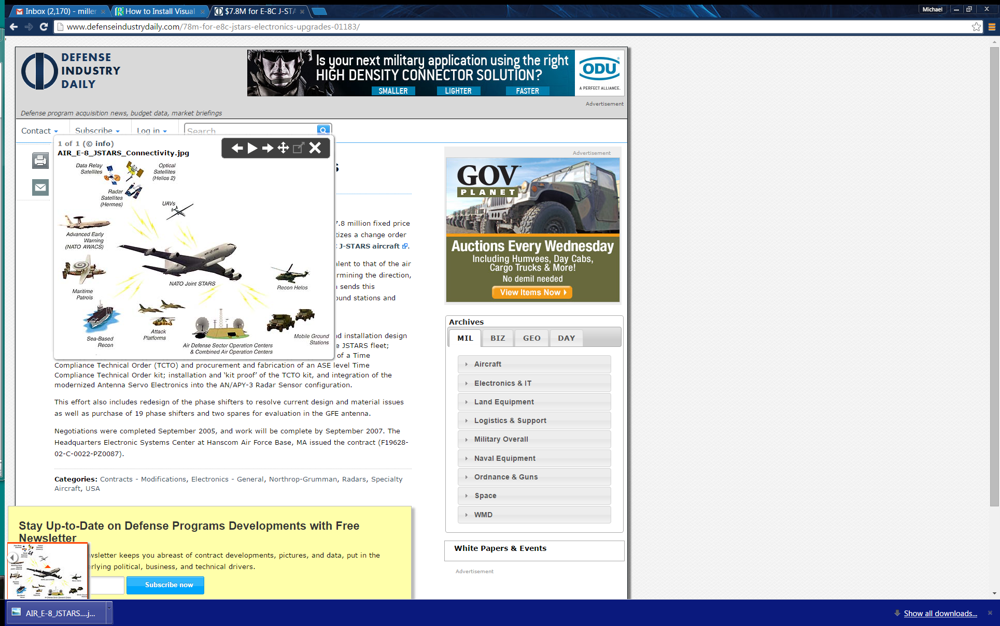 Inbox (2,170) - miller
How to Install Visual
$7.8M for E-8C J-STA
Michael
www.defenseindustrydaily.com/78m-for-e8c-jstars-electronics-upgrades-01183/
DEFENSE
INDUSTRY
DAILY
Is your next military application using the right
HIGH DENSITY CONNECTOR SOLUTION?
SMALLER LIGHTER FASTER
ODU
A PERFECT ALLIANCE.
Advertisement
Defense program acquisition news, budget data, market briefings
Contact Subscribe Log in Search
1 of 1 (© info)
AIR_E-8_JSTARS_Connectivity.jpg
Data Relay
Satellites
Optical
Satellites
(Helios 2)
Radar
Satellites
(Hermes)
UAVs
Advanced Early
Warning
(NATO AWACS)
NATO Joint STARS
Recon Helos
Maritime
Patrols
Sea-Based
Recon
Attack
Platforms
Air Defense Sector Operation Centers
& Combined Air Operation Centers
Mobile Ground
Stations
s
7.8 million fixed price
tizes a change order
J-STARS aircraft .
alent to that of the air
rmining the direction,
sends this
ound stations and
nd installation design
e JSTARS fleet;
of a Time
Compliance Technical Order (TCTO) and procurement and fabrication of an ASE level Time
Compliance Technical Order kit; installation and ‘kit proof’ of the TCTO kit, and integration of the
modernized Antenna Servo Electronics into the AN/APY-3 Radar Sensor configuration.
This effort also includes redesign of the phase shifters to resolve current design and material issues
as well as purchase of 19 phase shifters and two spares for evaluation in the GFE antenna.
Negotiations were completed September 2005, and work will be complete by September 2007. The
Headquarters Electronic Systems Center at Hanscom Air Force Base, MA issued the contract (F19628-
02-C-0022-PZ0087).
Categories: Contracts - Modifications, Electronics - General, Northrop-Grumman, Radars, Specialty
Aircraft, USA
Stay Up-to-Date on Defense Programs Developments with Free
Newsletter
wsletter keeps you abreast of contract developments, pictures, and data, put in the
erlying political, business, and technical drivers.
Subscribe now
Advertisement
GOV
PLANET
Auctions Every Wednesday
Including Humvees, Day Cabs,
Cargo Trucks & More!
No demil needed
View Items Now
Archives
MIL BIZ GEO DAY
Aircraft
Electronics & IT
Land Equipment
Logistics & Support
Military Overall
Naval Equipment
Ordnance & Guns
Space
WMD
White Papers & Events
Advertisement
AIR_E-8_JSTARS....j...
Show all downloads...